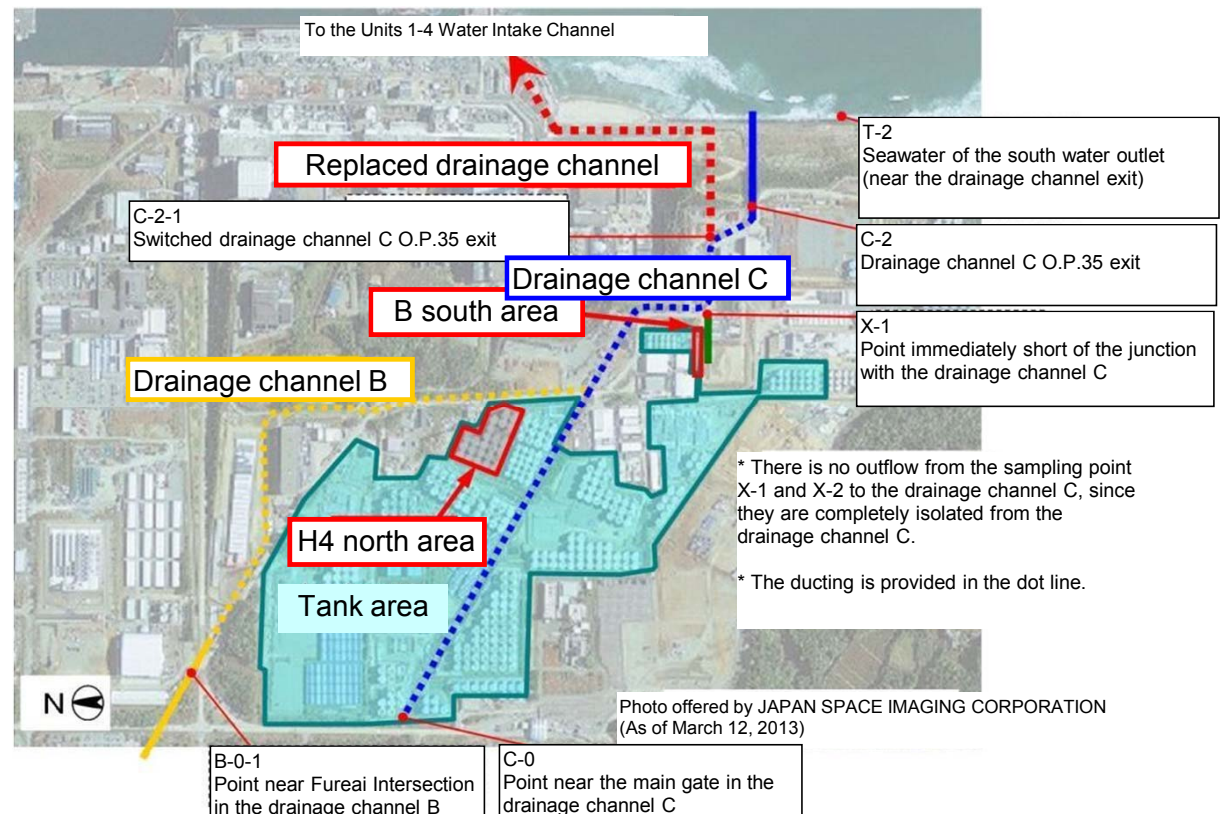 To the Units 1-4 Water Intake Channel
T-2
Seawater of the south water outlet
(near the drainage channel exit)
Replaced drainage channel
C-2-1
Switched drainage channel C O.P.35 exit
C-2
Drainage channel C O.P.35 exit
Drainage channel C
B south area
X-1
Point immediately short of the junction
with the drainage channel C
Drainage channel B
* There is no outflow from the sampling point
X-1 and X-2 to the drainage channel C, since
they are completely isolated from the
drainage channel C.
* The ducting is provided in the dot line.
H4 north area
Tank area
N
Photo offered by JAPAN SPACE IMAGING CORPORATION
(As of March 12, 2013)
B-0-1
Point near Fureai Intersection
in the drainage channel B
C-0
Point near the main gate in the
drainage channel C